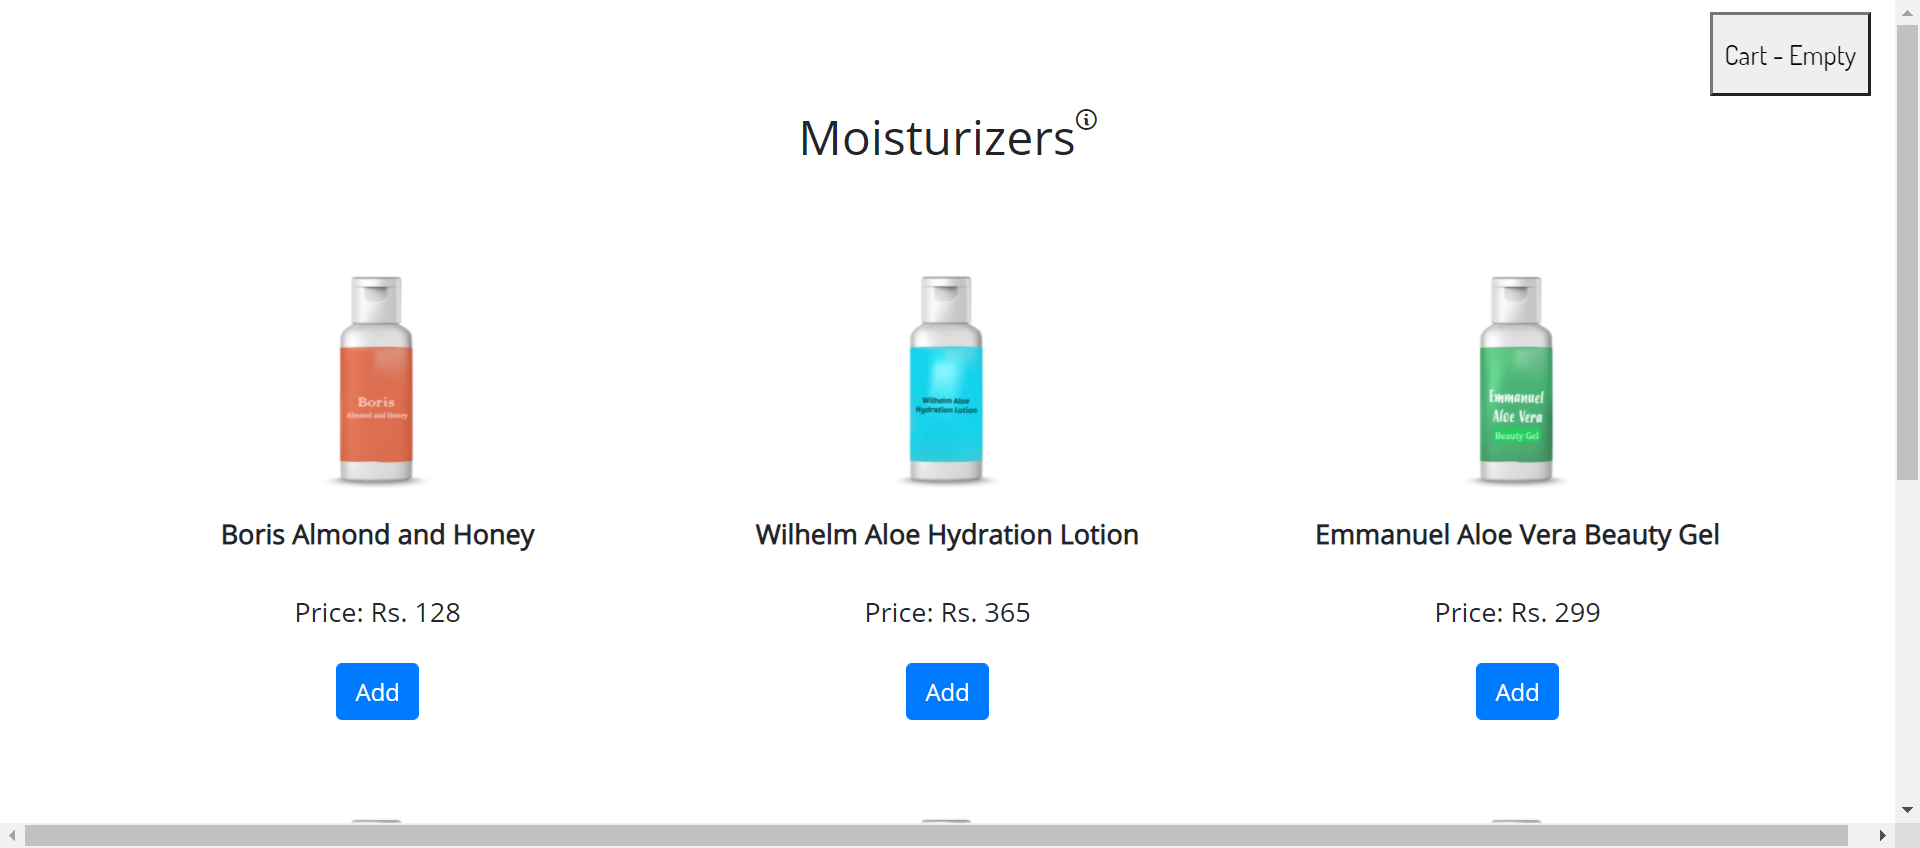 Cart - Empty
Moisturizers
Boris
Almond and Honey
Wilhelm Aloe
Hydration Lotion
Emmanuel
Aloe Vera
Beauty Gel
Boris Almond and Honey
Wilhelm Aloe Hydration Lotion
Emmanuel Aloe Vera Beauty Gel
Price: Rs. 128
Price: Rs. 365
Price: Rs. 299
Add
Add
Add